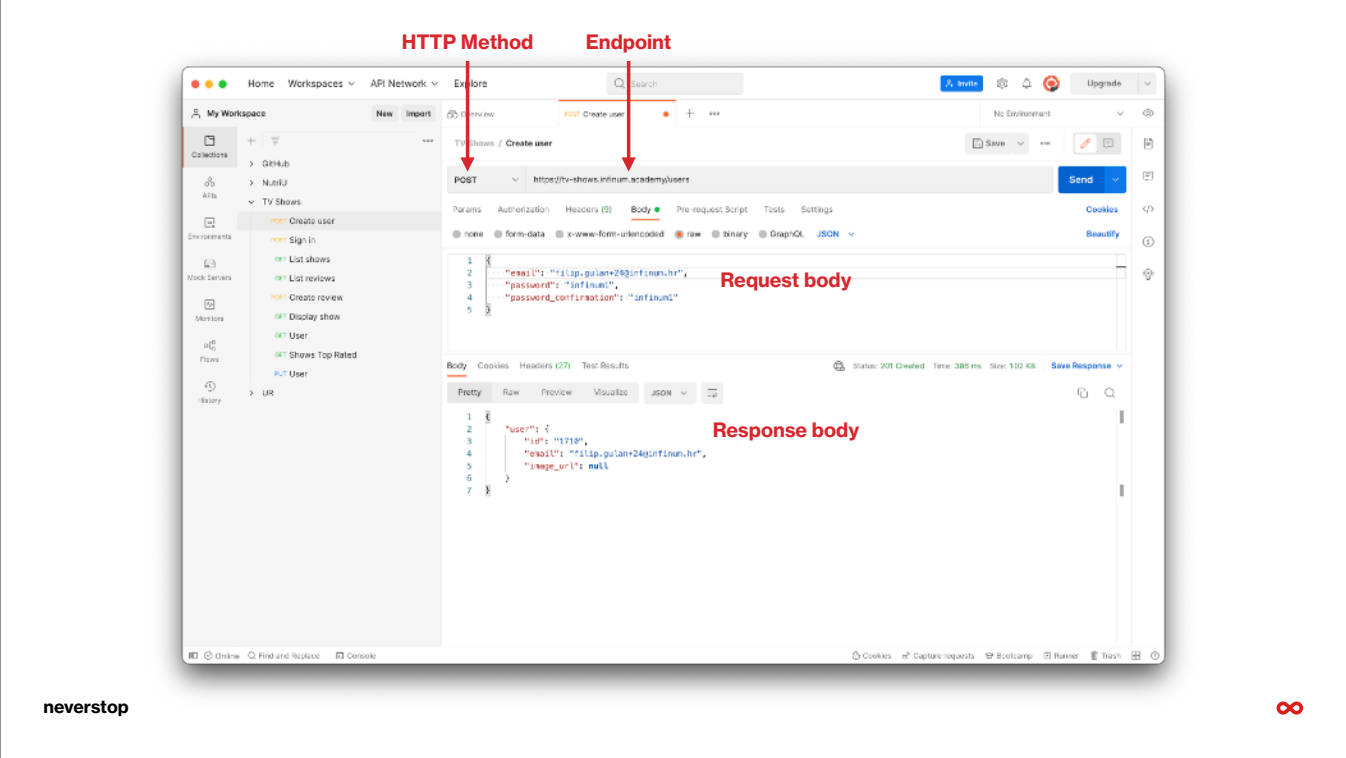 HTTP Method Endpoint
Home Workspaces API Network Explore Search Invite Upgrade
My Workspace New Import Overview POST Create user No Environment
Collections TV Shows / Create user Save
GitHub
APIs NutriU POST https://tv-shows.infinum.academy/users Send
TV Shows
Params Authorization Headers (9) Body Pre-request Script Tests Settings Cookies
POST Create user
Environments POST Sign in none form-data x-www-form-urlencoded raw binary GraphQL JSON Beautify
GET List shows
1 {
2 "email": "filip.gulan+24@infinum.hr",
3 "password": "infinum1",
4 "password_confirmation": "infinum1"
5 }
Request body
Mock Servers GET List reviews
POST Create review
Monitors GET Display show
GET User
Flows GET Shows Top Rated
PUT User
History UR
Body Cookies Headers (27) Test Results Status: 201 Created Time: 386 ms Size: 1.02 KB Save Response
Pretty Raw Preview Visualize JSON
1 {
2 "user": {
3 "id": "1710",
4 "email": "filip.gulan+24@infinum.hr",
5 "image_url": null
6 }
7 }
Response body
Online Find and Replace Console Cookies Capture requests Bootcamp Runner Trash
neverstop